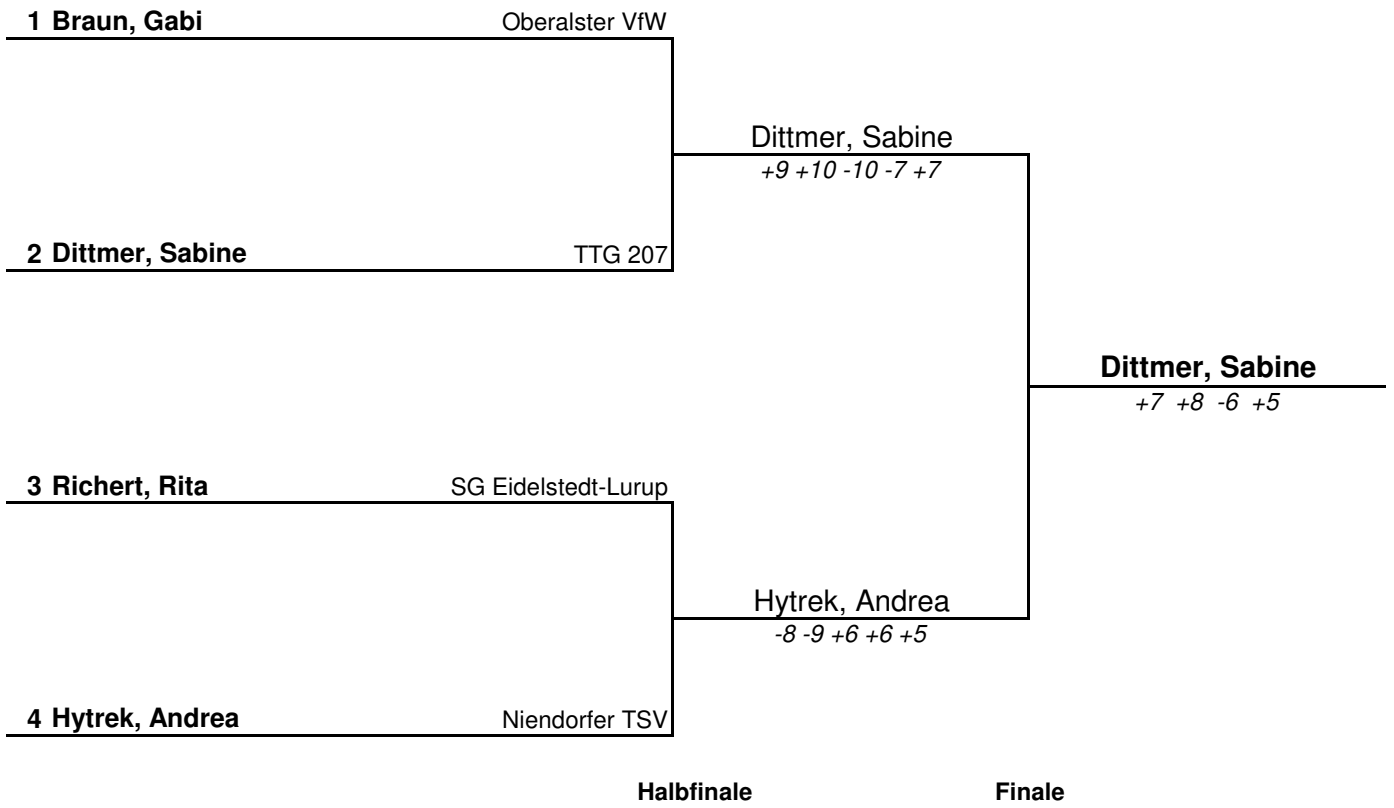 1 Braun, Gabi Oberalster VfW
Dittmer, Sabine
+9 +10 -10 -7 +7
2 Dittmer, Sabine TTG 207
Dittmer, Sabine
+7 +8 -6 +5
3 Richert, Rita SG Eidelstedt-Lurup
Hytrek, Andrea
-8 -9 +6 +6 +5
4 Hytrek, Andrea Niendorfer TSV
Halbfinale Finale